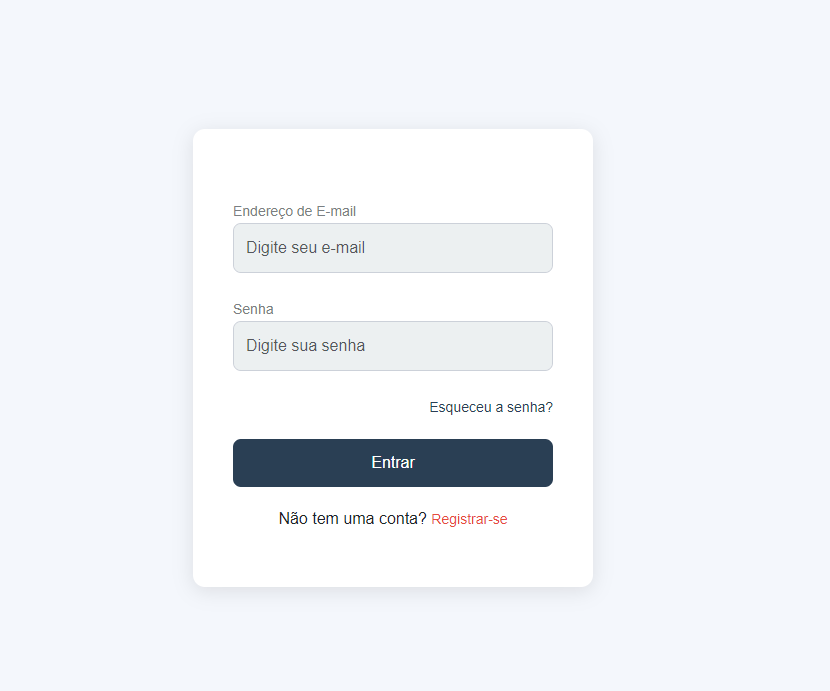 Endereço de E-mail
Digite seu e-mail
Senha
Digite sua senha
Esqueceu a senha?
Entrar
Não tem uma conta? Registrar-se